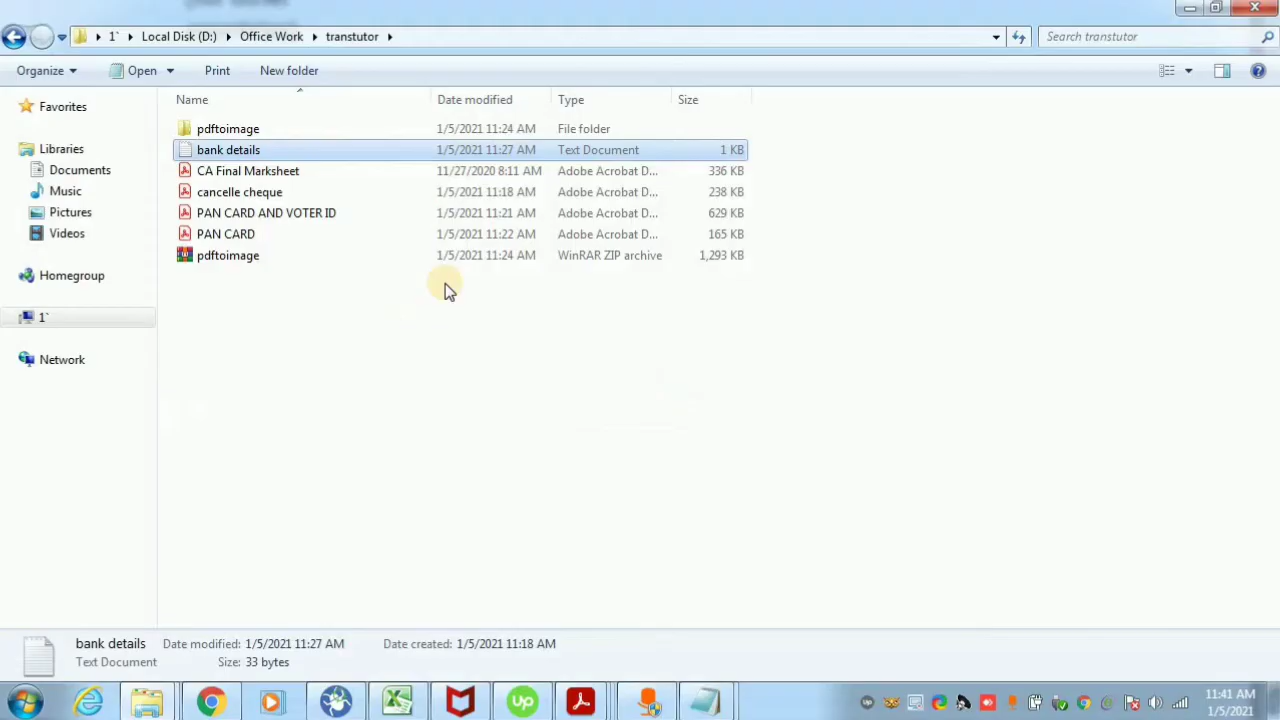 1` Local Disk (D:) Office Work transtutor Search transtutor
Organize Open Print New folder
Name Date modified Type Size
Favorites
Libraries
Documents
Music
Pictures
Videos
Homegroup
1`
Network
pdftoimage 1/5/2021 11:24 AM File folder
bank details 1/5/2021 11:27 AM Text Document 1 KB
CA Final Marksheet 11/27/2020 8:11 AM Adobe Acrobat D... 336 KB
cancelle cheque 1/5/2021 11:18 AM Adobe Acrobat D... 238 KB
PAN CARD AND VOTER ID 1/5/2021 11:21 AM Adobe Acrobat D... 629 KB
PAN CARD 1/5/2021 11:22 AM Adobe Acrobat D... 165 KB
pdftoimage 1/5/2021 11:24 AM WinRAR ZIP archive 1,293 KB
bank details Date modified: 1/5/2021 11:27 AM Date created: 1/5/2021 11:18 AM
Text Document Size: 33 bytes
up
11:41 AM
1/5/2021